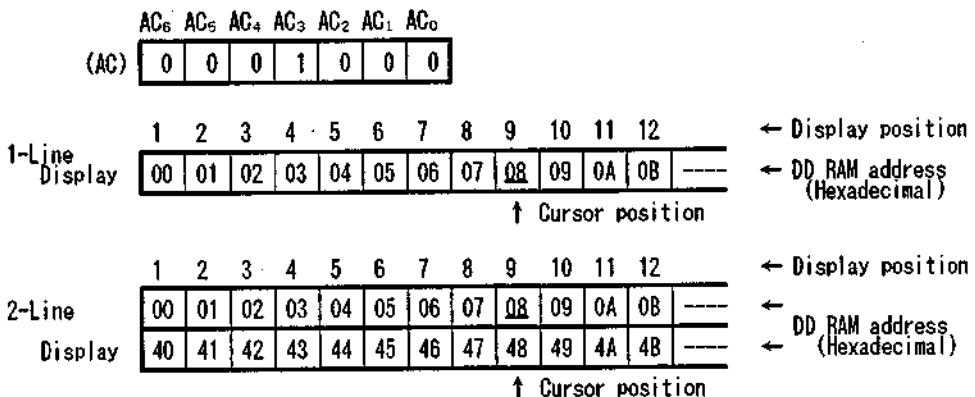 AC₆ AC₅ AC₄ AC₃ AC₂ AC₁ AC₀
(AC) 0 0 0 1 0 0 0
1 2 3 4 5 6 7 8 9 10 11 12 ← Display position
1-Line Display 00 01 02 03 04 05 06 07 08 09 0A 0B ---- ← DD RAM address (Hexadecimal)
↑ Cursor position
1 2 3 4 5 6 7 8 9 10 11 12 ← Display position
2-Line 00 01 02 03 04 05 06 07 08 09 0A 0B ---- ←
DD RAM address
Display 40 41 42 43 44 45 46 47 48 49 4A 4B ---- ← (Hexadecimal)
↑ Cursor position